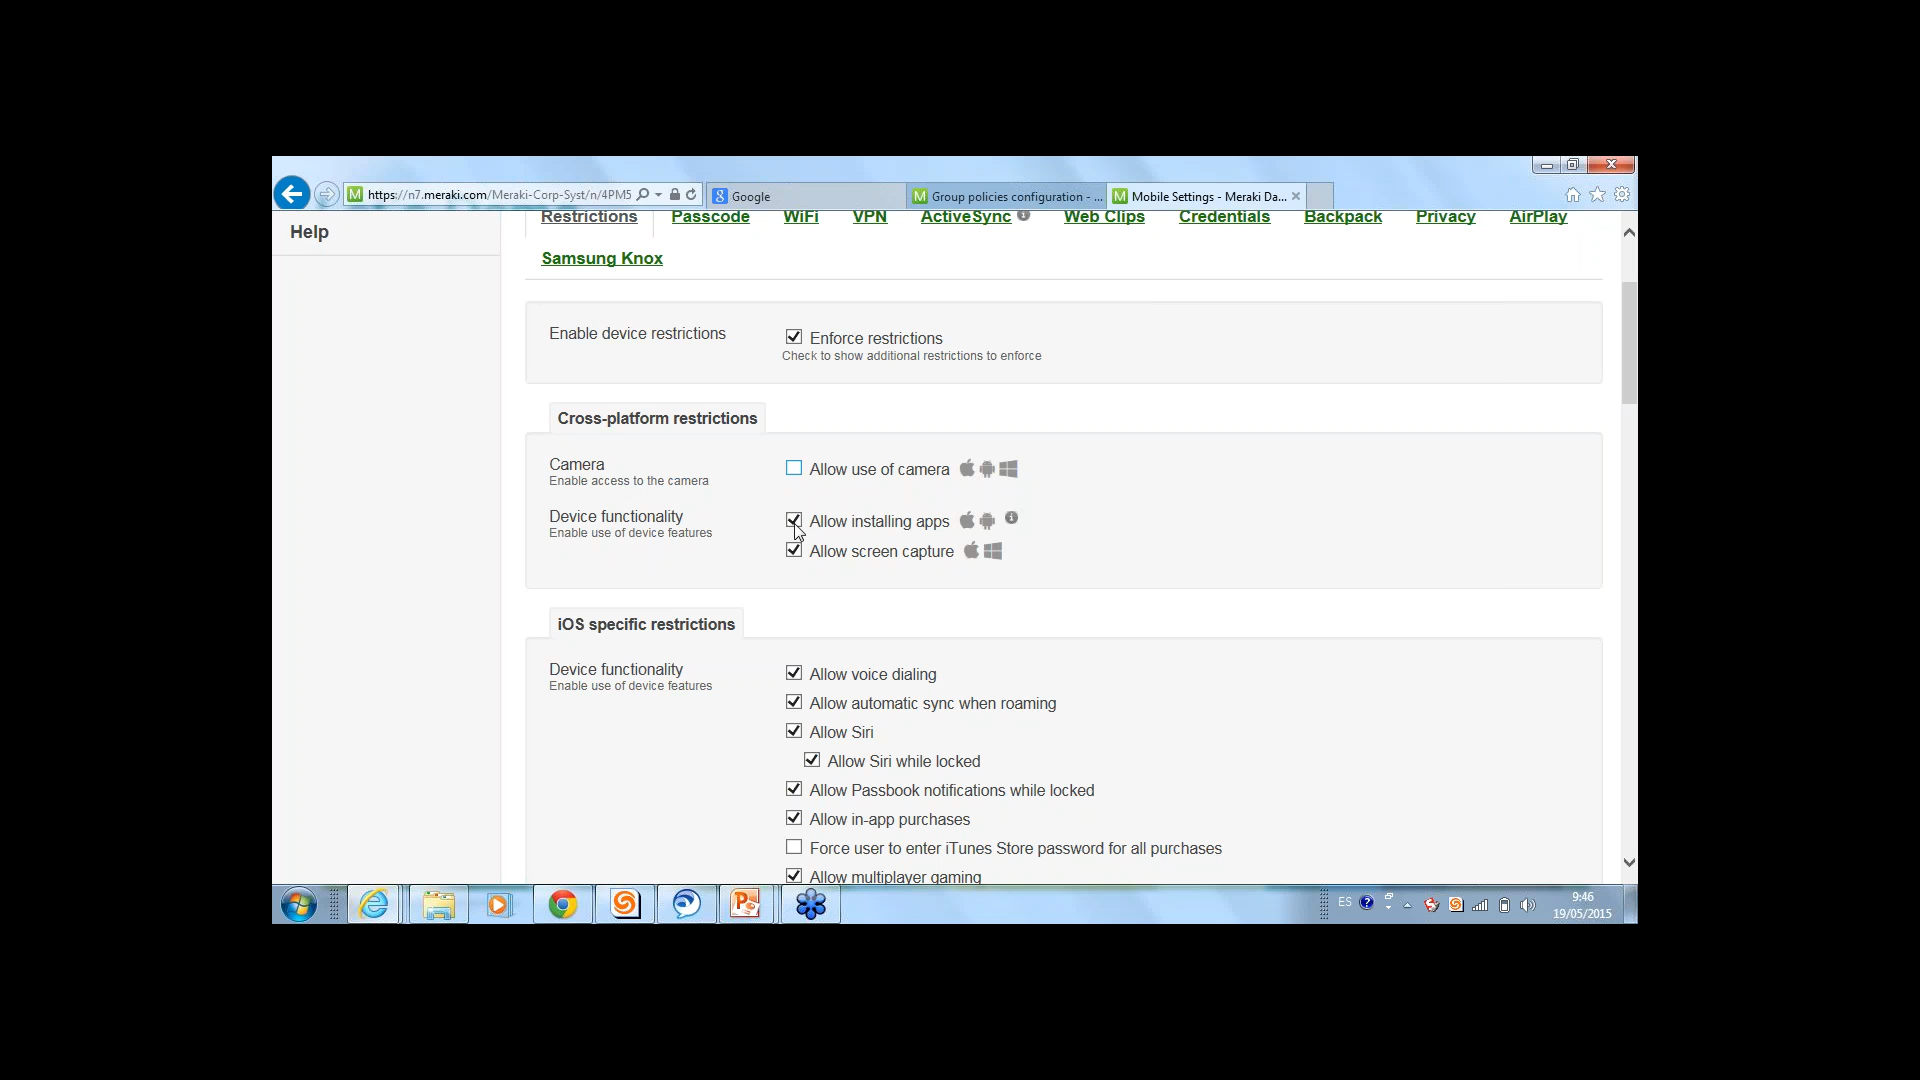 https://n7.meraki.com/Meraki-Corp-Syst/n/4PM5
Google
Group policies configuration - ...
Mobile Settings - Meraki Da...
Help
Restrictions Passcode WiFi VPN ActiveSync Web Clips Credentials Backpack Privacy AirPlay
Samsung Knox
Enable device restrictions
Enforce restrictions
Check to show additional restrictions to enforce
Cross-platform restrictions
Camera
Enable access to the camera
Allow use of camera
Device functionality
Enable use of device features
Allow installing apps
Allow screen capture
iOS specific restrictions
Device functionality
Enable use of device features
Allow voice dialing
Allow automatic sync when roaming
Allow Siri
Allow Siri while locked
Allow Passbook notifications while locked
Allow in-app purchases
Force user to enter iTunes Store password for all purchases
Allow multiplayer gaming
ES
9:46
19/05/2015